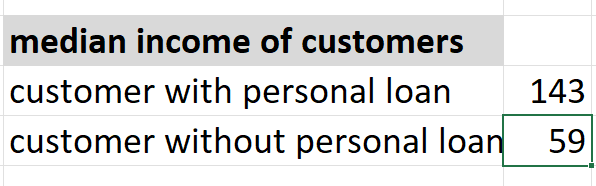 median income of customers
customer with personal loan 143
customer without personal loan 59